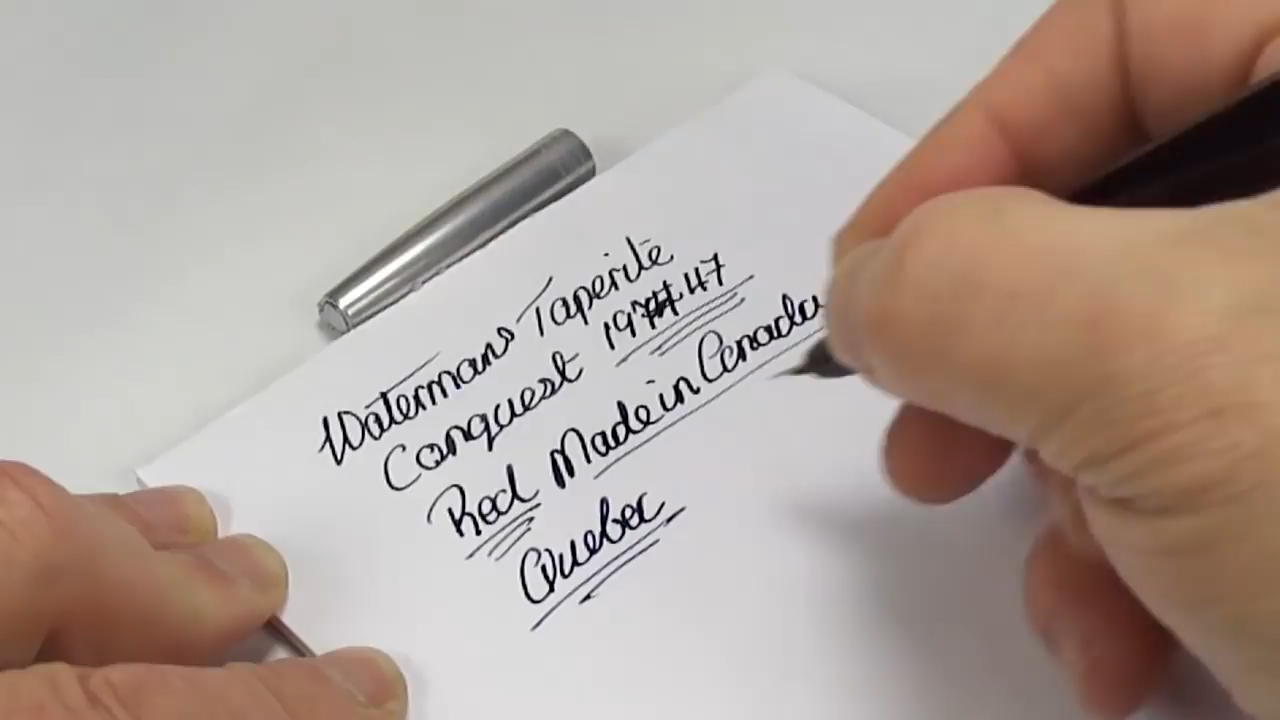 Watermans Taperite
Conquest 1947
Red Made in Canada
Quebec